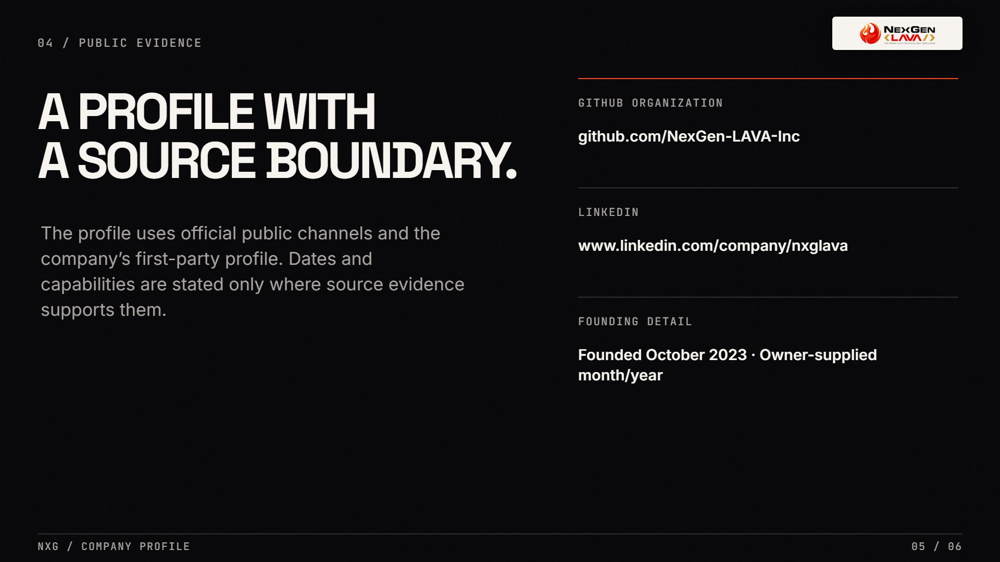 04 / PUBLIC EVIDENCE
NEXGEN
<LAVA/>
INFORMATION TECHNOLOGY SERVICES
A PROFILE WITH
A SOURCE BOUNDARY.
The profile uses official public channels and the
company’s first-party profile. Dates and
capabilities are stated only where source evidence
supports them.
GITHUB ORGANIZATION
github.com/NexGen-LAVA-Inc
LINKEDIN
www.linkedin.com/company/nxglava
FOUNDING DETAIL
Founded October 2023 · Owner-supplied
month/year
NXG / COMPANY PROFILE
05 / 06